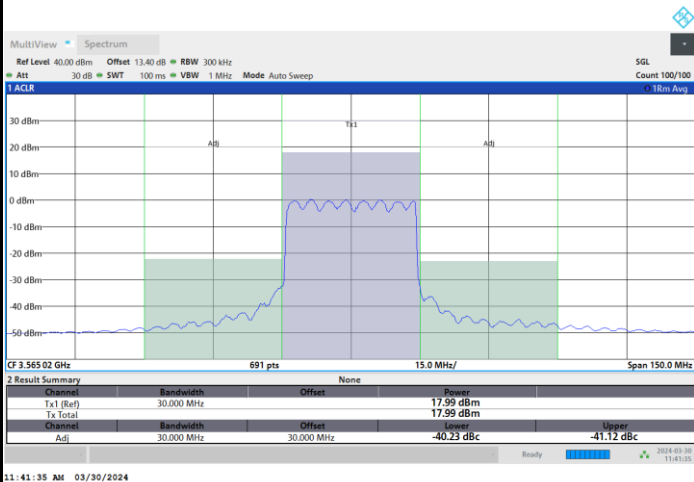 MultiView Spectrum
Ref Level 40.00 dBm Offset 13.40 dB RBW 300 kHz SGL
Att 30 dB SWT 100 ms VBW 1 MHz Mode Auto Sweep Count 100/100
1 ACLR 1Rm Avg
30 dBm
Tx1
20 dBm
Adj Adj
10 dBm
0 dBm
-10 dBm
-20 dBm
-30 dBm
-40 dBm
-50 dBm
CF 3.565 02 GHz 691 pts 15.0 MHz/ Span 150.0 MHz
2 Result Summary None
Channel Bandwidth Offset Power
Tx1 (Ref) 30.000 MHz 17.99 dBm
Tx Total 17.99 dBm
Channel Bandwidth Offset Lower Upper
Adj 30.000 MHz 30.000 MHz -40.23 dBc -41.12 dBc
Ready 2024-03-30
11:41:35
11:41:35 AM 03/30/2024